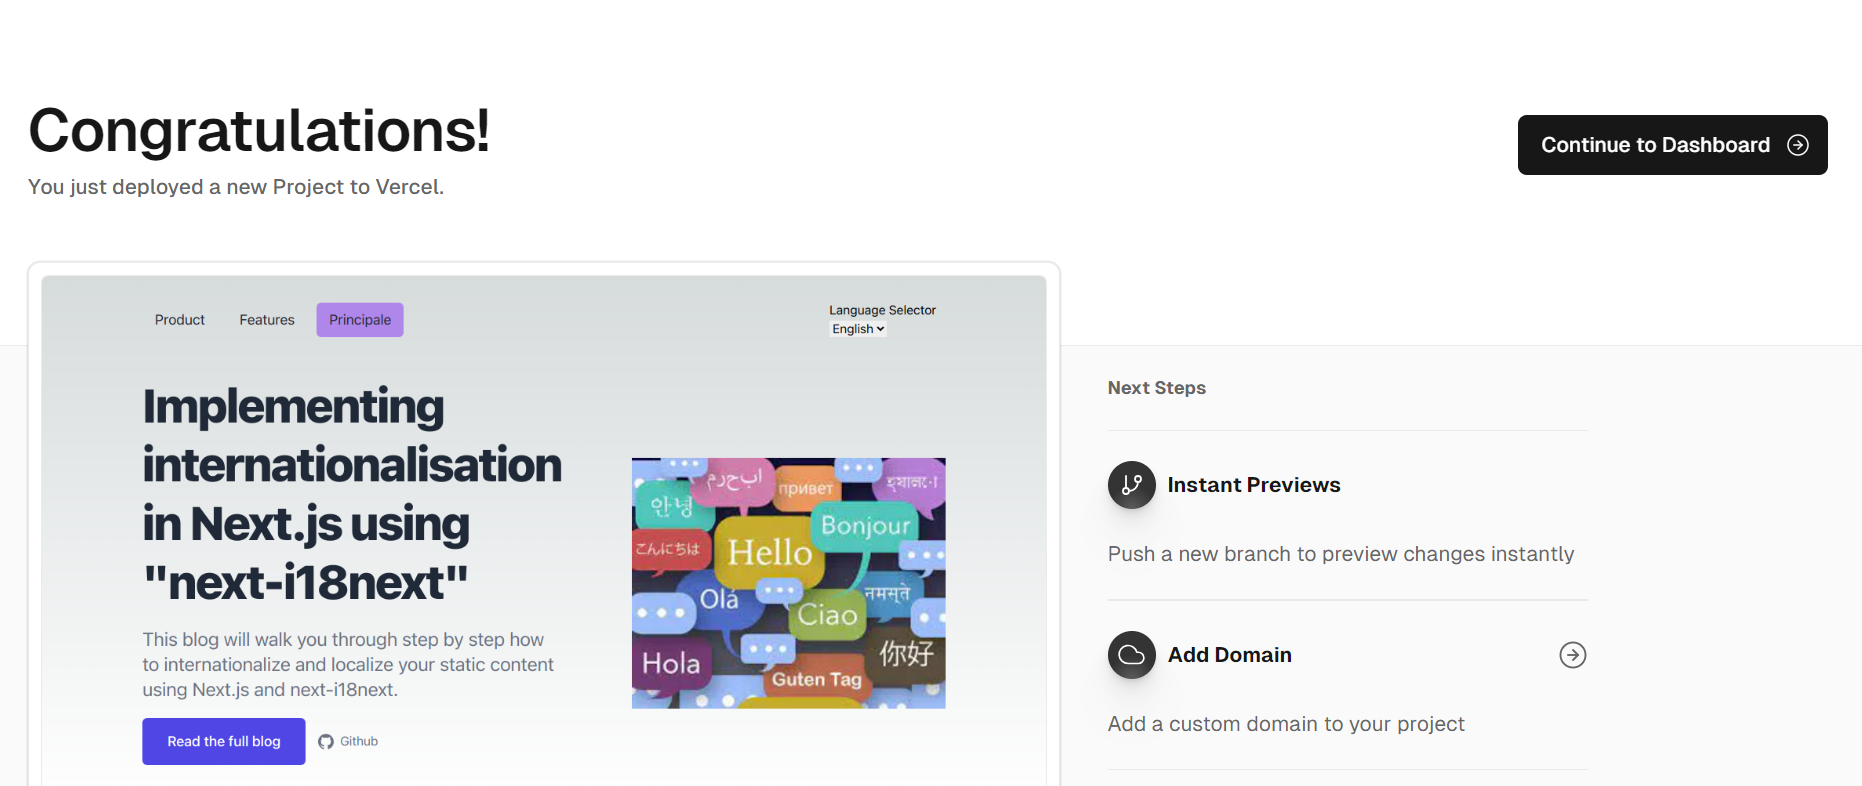 Congratulations!
You just deployed a new Project to Vercel.
Continue to Dashboard
Product
Features
Principale
Language Selector
English
Implementing
internationalisation
in Next.js using
"next-i18next"
This blog will walk you through step by step how
to internationalize and localize your static content
using Next.js and next-i18next.
Read the full blog
Github
안녕
привет
Bonjour
こんにちは
Hello
Olá
Ciao
नमस्ते
Hola
你好
Guten Tag
Next Steps
Instant Previews
Push a new branch to preview changes instantly
Add Domain
Add a custom domain to your project